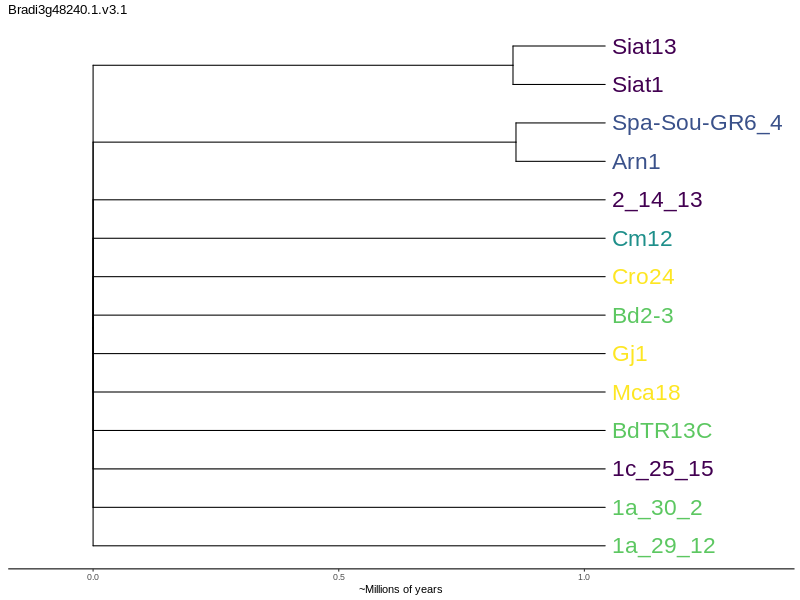 Bradi3g48240.1.v3.1
Siat13
Siat1
Spa-Sou-GR6_4
Arn1
2_14_13
Cm12
Cro24
Bd2-3
Gj1
Mca18
BdTR13C
1c_25_15
1a_30_2
1a_29_12
0.0 0.5 1.0
~Millions of years